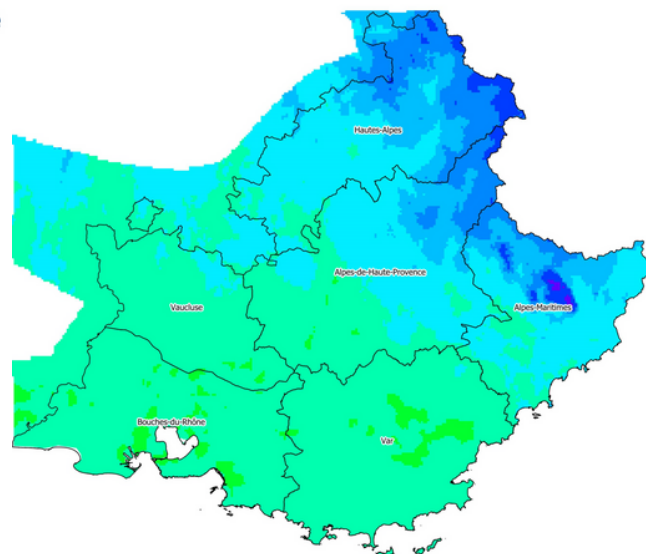 Hautes-Alpes
Alpes-de-Haute-Provence
Vaucluse
Alpes-Maritimes
Bouches-du-Rhône
Var